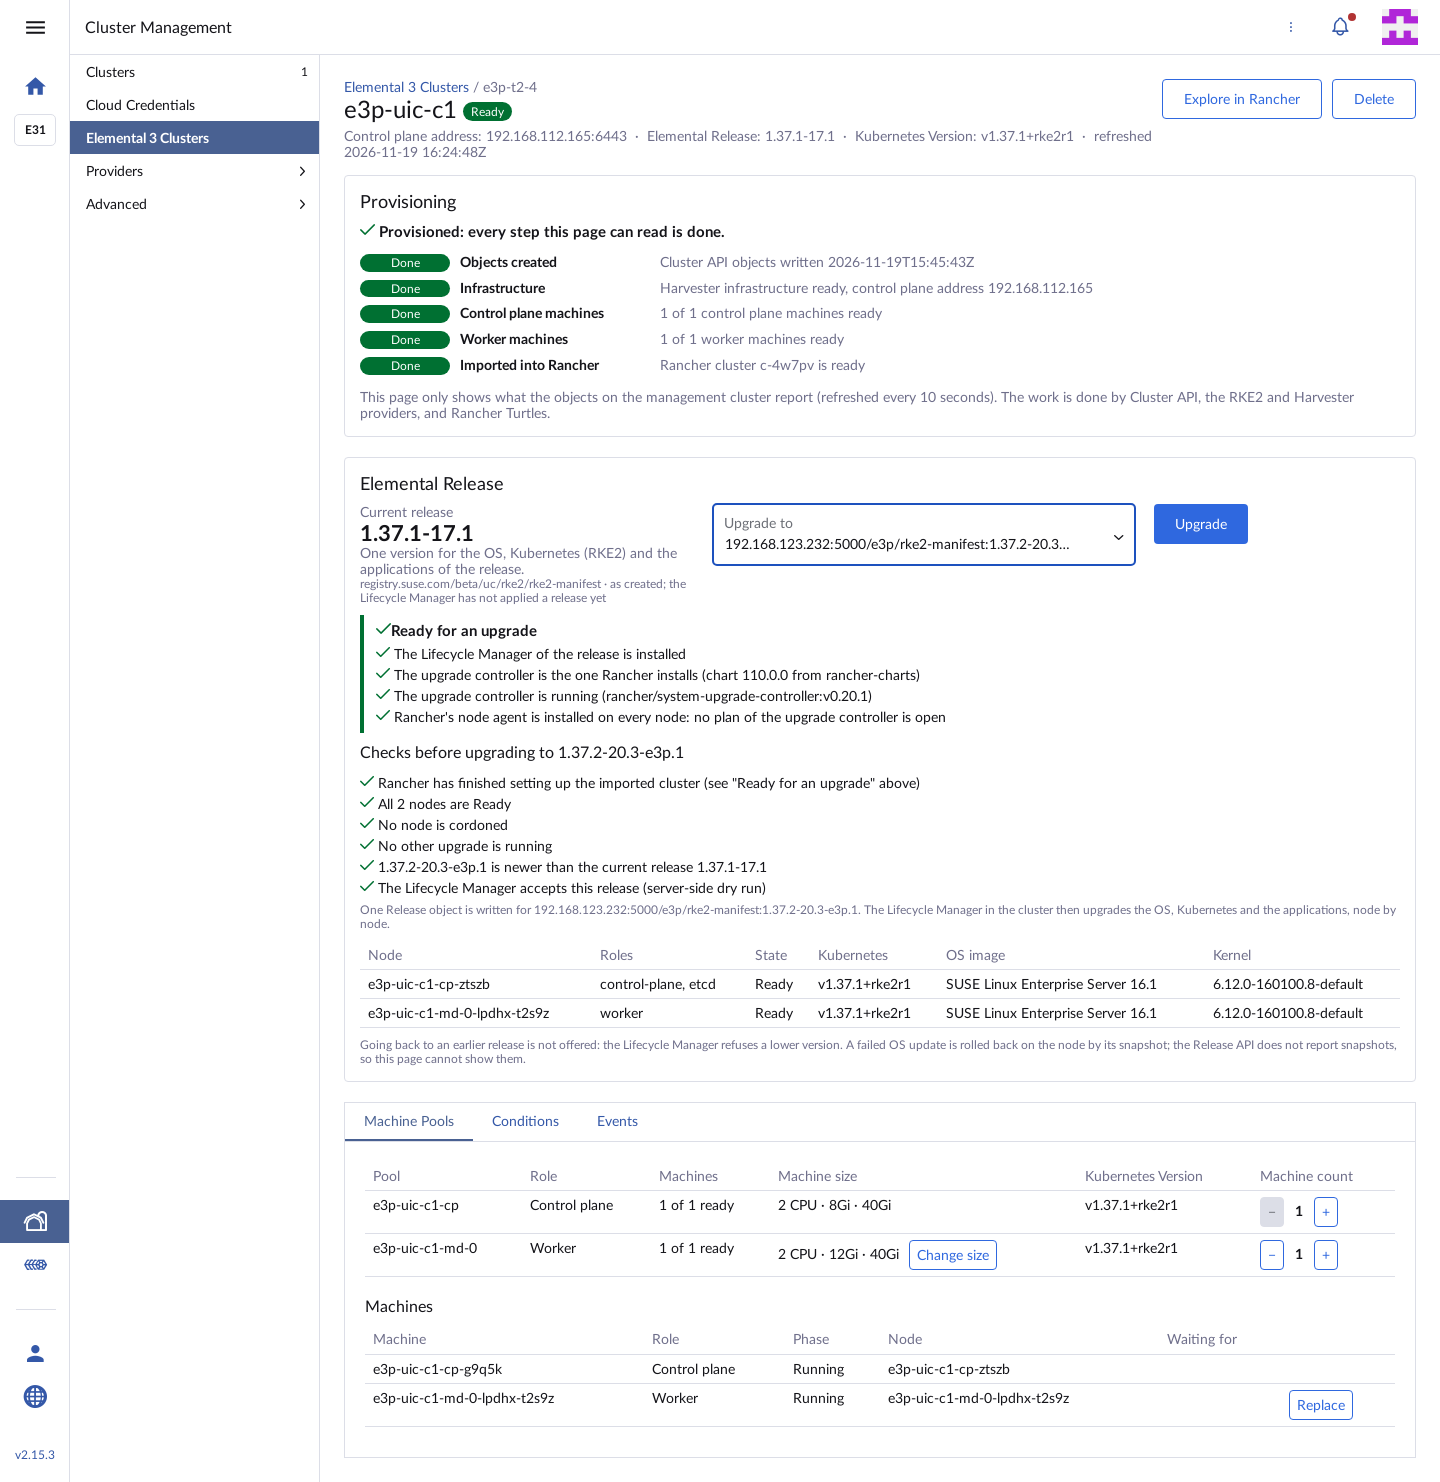 Cluster Management
E31
v2.15.3
Clusters 1
Cloud Credentials
Elemental 3 Clusters
Providers
Advanced
Elemental 3 Clusters / e3p-t2-4
e3p-uic-c1 Ready
Explore in Rancher
Delete
Control plane address: 192.168.112.165:6443 · Elemental Release: 1.37.1-17.1 · Kubernetes Version: v1.37.1+rke2r1 · refreshed
2026-11-19 16:24:48Z
Provisioning
Provisioned: every step this page can read is done.
Done Objects created Cluster API objects written 2026-11-19T15:45:43Z
Done Infrastructure Harvester infrastructure ready, control plane address 192.168.112.165
Done Control plane machines 1 of 1 control plane machines ready
Done Worker machines 1 of 1 worker machines ready
Done Imported into Rancher Rancher cluster c-4w7pv is ready
This page only shows what the objects on the management cluster report (refreshed every 10 seconds). The work is done by Cluster API, the RKE2 and Harvester
providers, and Rancher Turtles.
Elemental Release
Current release
1.37.1-17.1
One version for the OS, Kubernetes (RKE2) and the
applications of the release.
registry.suse.com/beta/uc/rke2/rke2-manifest · as created; the
Lifecycle Manager has not applied a release yet
Upgrade to
192.168.123.232:5000/e3p/rke2-manifest:1.37.2-20.3...
Upgrade
Ready for an upgrade
The Lifecycle Manager of the release is installed
The upgrade controller is the one Rancher installs (chart 110.0.0 from rancher-charts)
The upgrade controller is running (rancher/system-upgrade-controller:v0.20.1)
Rancher's node agent is installed on every node: no plan of the upgrade controller is open
Checks before upgrading to 1.37.2-20.3-e3p.1
Rancher has finished setting up the imported cluster (see "Ready for an upgrade" above)
All 2 nodes are Ready
No node is cordoned
No other upgrade is running
1.37.2-20.3-e3p.1 is newer than the current release 1.37.1-17.1
The Lifecycle Manager accepts this release (server-side dry run)
One Release object is written for 192.168.123.232:5000/e3p/rke2-manifest:1.37.2-20.3-e3p.1. The Lifecycle Manager in the cluster then upgrades the OS, Kubernetes and the applications, node by
node.
Node Roles State Kubernetes OS image Kernel
e3p-uic-c1-cp-ztszb control-plane, etcd Ready v1.37.1+rke2r1 SUSE Linux Enterprise Server 16.1 6.12.0-160100.8-default
e3p-uic-c1-md-0-lpdhx-t2s9z worker Ready v1.37.1+rke2r1 SUSE Linux Enterprise Server 16.1 6.12.0-160100.8-default
Going back to an earlier release is not offered: the Lifecycle Manager refuses a lower version. A failed OS update is rolled back on the node by its snapshot; the Release API does not report snapshots,
so this page cannot show them.
Machine Pools Conditions Events
Pool Role Machines Machine size Kubernetes Version Machine count
e3p-uic-c1-cp Control plane 1 of 1 ready 2 CPU · 8Gi · 40Gi v1.37.1+rke2r1 − 1 +
e3p-uic-c1-md-0 Worker 1 of 1 ready 2 CPU · 12Gi · 40Gi Change size v1.37.1+rke2r1 − 1 +
Machines
Machine Role Phase Node Waiting for
e3p-uic-c1-cp-g9q5k Control plane Running e3p-uic-c1-cp-ztszb
e3p-uic-c1-md-0-lpdhx-t2s9z Worker Running e3p-uic-c1-md-0-lpdhx-t2s9z Replace